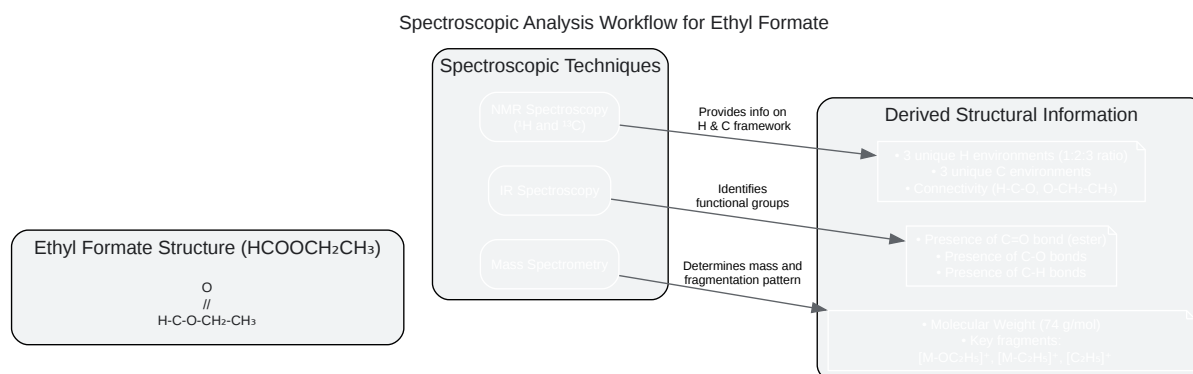 Spectroscopic Analysis Workflow for Ethyl Formate
Spectroscopic Techniques
NMR Spectroscopy
(¹H and ¹³C)
IR Spectroscopy
Mass Spectrometry
Provides info on
H & C framework
Identifies
functional groups
Determines mass and
fragmentation pattern
Derived Structural Information
• 3 unique H environments (1:2:3 ratio)
• 3 unique C environments
• Connectivity (H-C-O, O-CH₂-CH₃)
• Presence of C=O bond (ester)
• Presence of C-O bonds
• Presence of C-H bonds
• Molecular Weight (74 g/mol)
• Key fragments:
[M-OC₂H₅]⁺, [M-C₂H₅]⁺, [C₂H₅]⁺
Ethyl Formate Structure (HCOOCH₂CH₃)
O
//
H-C-O-CH₂-CH₃